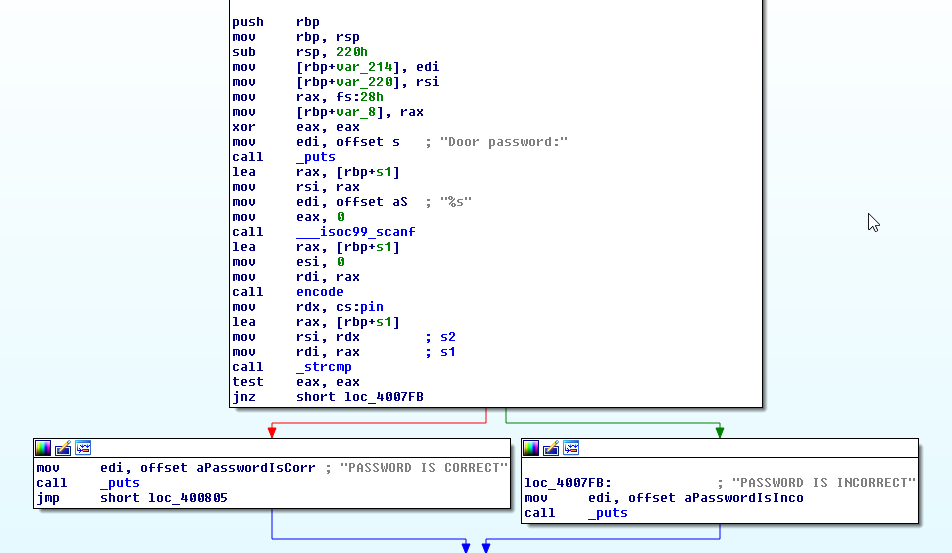 push rbp
mov rbp, rsp
sub rsp, 220h
mov [rbp+var_214], edi
mov [rbp+var_220], rsi
mov rax, fs:28h
mov [rbp+var_8], rax
xor eax, eax
mov edi, offset s ; "Door password:"
call _puts
lea rax, [rbp+s1]
mov rsi, rax
mov edi, offset aS ; "%s"
mov eax, 0
call ___isoc99_scanf
lea rax, [rbp+s1]
mov esi, 0
mov rdi, rax
call encode
mov rdx, cs:pin
lea rax, [rbp+s1]
mov rsi, rdx ; s2
mov rdi, rax ; s1
call _strcmp
test eax, eax
jnz short loc_4007FB
mov edi, offset aPasswordIsCorr ; "PASSWORD IS CORRECT"
call _puts
jmp short loc_400805
loc_4007FB: ; "PASSWORD IS INCORRECT"
mov edi, offset aPasswordIsInco
call _puts